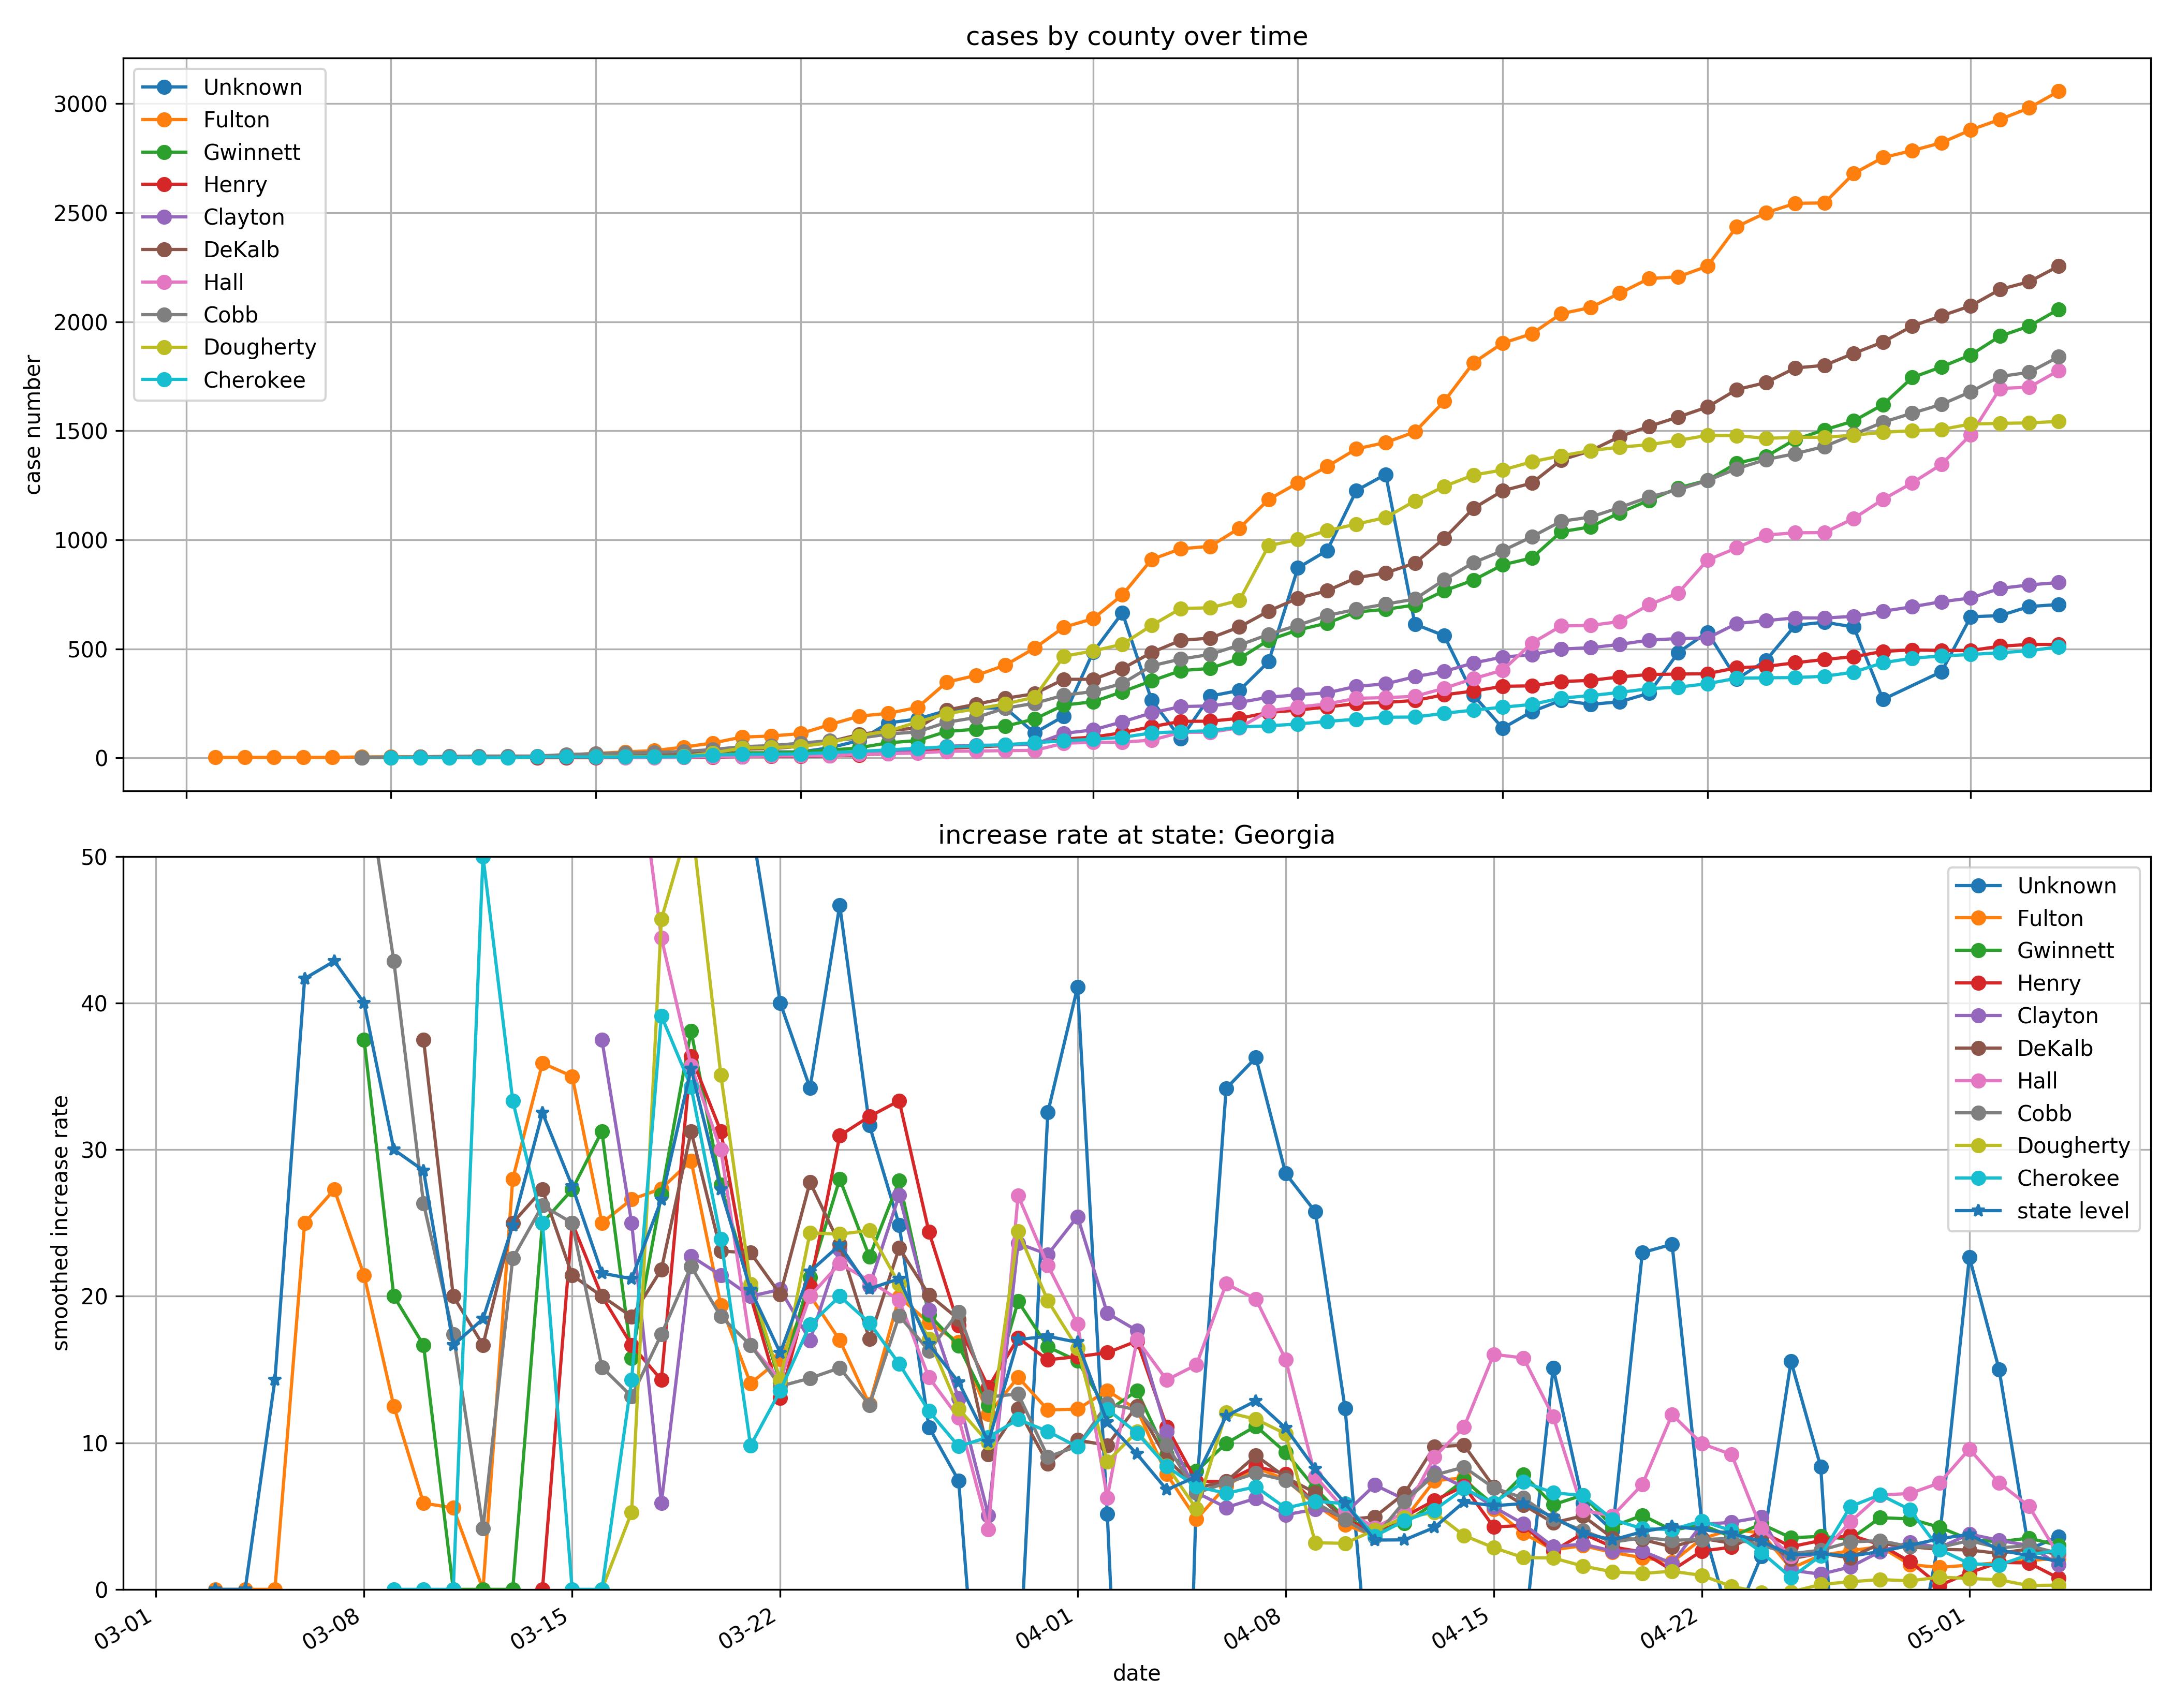 cases by county over time
case number
3000
2500
2000
1500
1000
500
0
Unknown
Fulton
Gwinnett
Henry
Clayton
DeKalb
Hall
Cobb
Dougherty
Cherokee
increase rate at state: Georgia
smoothed increase rate
50
40
30
20
10
0
Unknown
Fulton
Gwinnett
Henry
Clayton
DeKalb
Hall
Cobb
Dougherty
Cherokee
state level
03-01
03-08
03-15
03-22
04-01
04-08
04-15
04-22
05-01
date